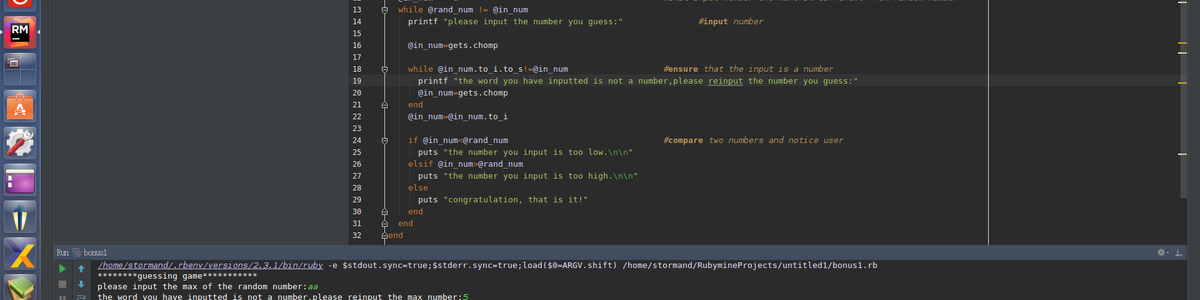 13 while @rand_num != @in_num
14 printf "please input the number you guess:" #input number
15
16 @in_num=gets.chomp
17
18 while @in_num.to_i.to_s!=@in_num #ensure that the input is a number
19 printf "the word you have inputted is not a number,please reinput the number you guess:"
20 @in_num=gets.chomp
21 end
22 @in_num=@in_num.to_i
23
24 if @in_num<@rand_num #compare two numbers and notice user
25 puts "the number you input is too low.\n\n"
26 elsif @in_num>@rand_num
27 puts "the number you input is too high.\n\n"
28 else
29 puts "congratulation, that is it!"
30 end
31 end
32 end
RM
Run bonus1
/home/stormand/.rbenv/versions/2.3.1/bin/ruby -e $stdout.sync=true;$stderr.sync=true;load($0=ARGV.shift) /home/stormand/RubymineProjects/untitled1/bonus1.rb
********guessing game***********
please input the max of the random number:aa
the word you have inputted is not a number,please reinput the max number:5